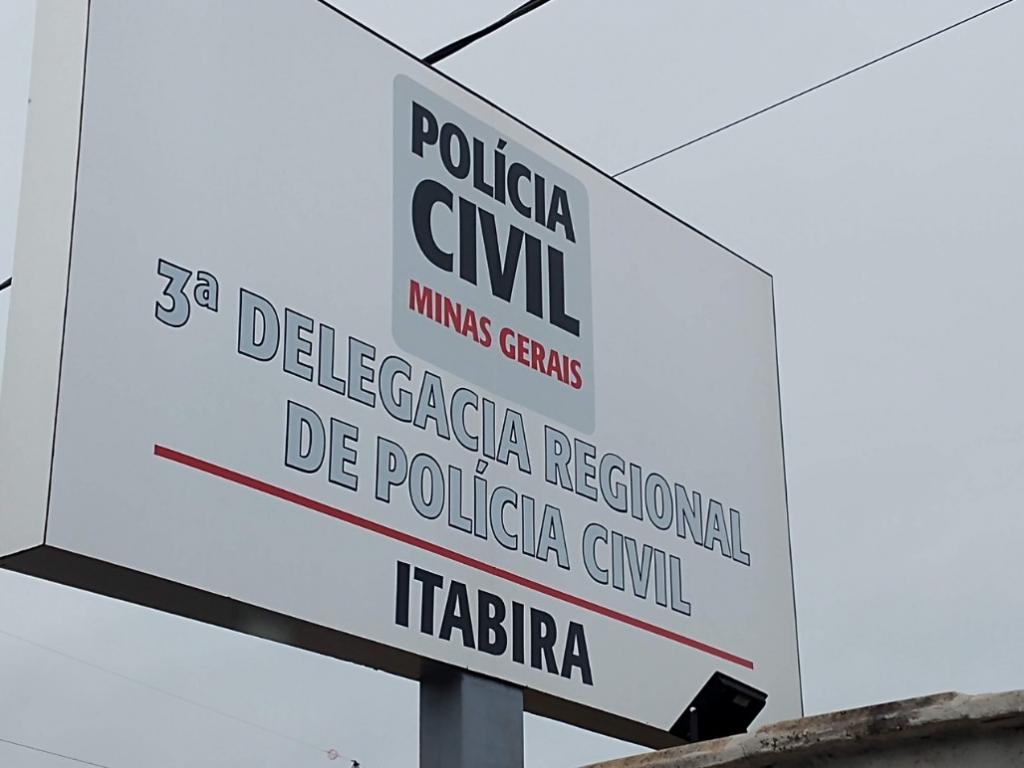 POLÍCIA
CIVIL
MINAS GERAIS
3ª DELEGACIA REGIONAL
DE POLÍCIA CIVIL
ITABIRA